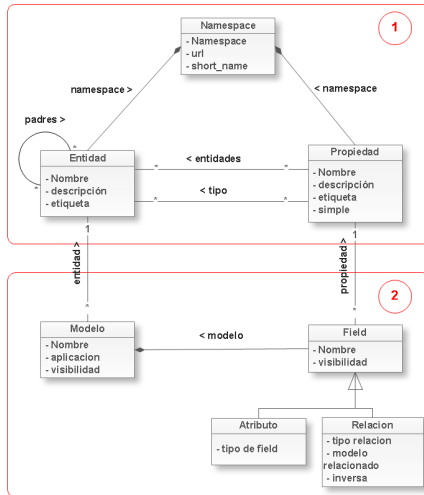 Namespace
- Namespace
- url
- short_name
1
namespace >
< namespace
padres >
*
*
Entidad
- Nombre
- descripción
- etiqueta
* < entidades *
* < tipo *
Propiedad
- Nombre
- descripción
- etiqueta
- simple
1
entidad >
*
1
propiedad >
*
2
Modelo
- Nombre
- aplicacion
- visibilidad
< modelo
Field
- Nombre
- visibilidad
Atributo
- tipo de field
Relacion
- tipo relacion
- modelo
relacionado
- inversa